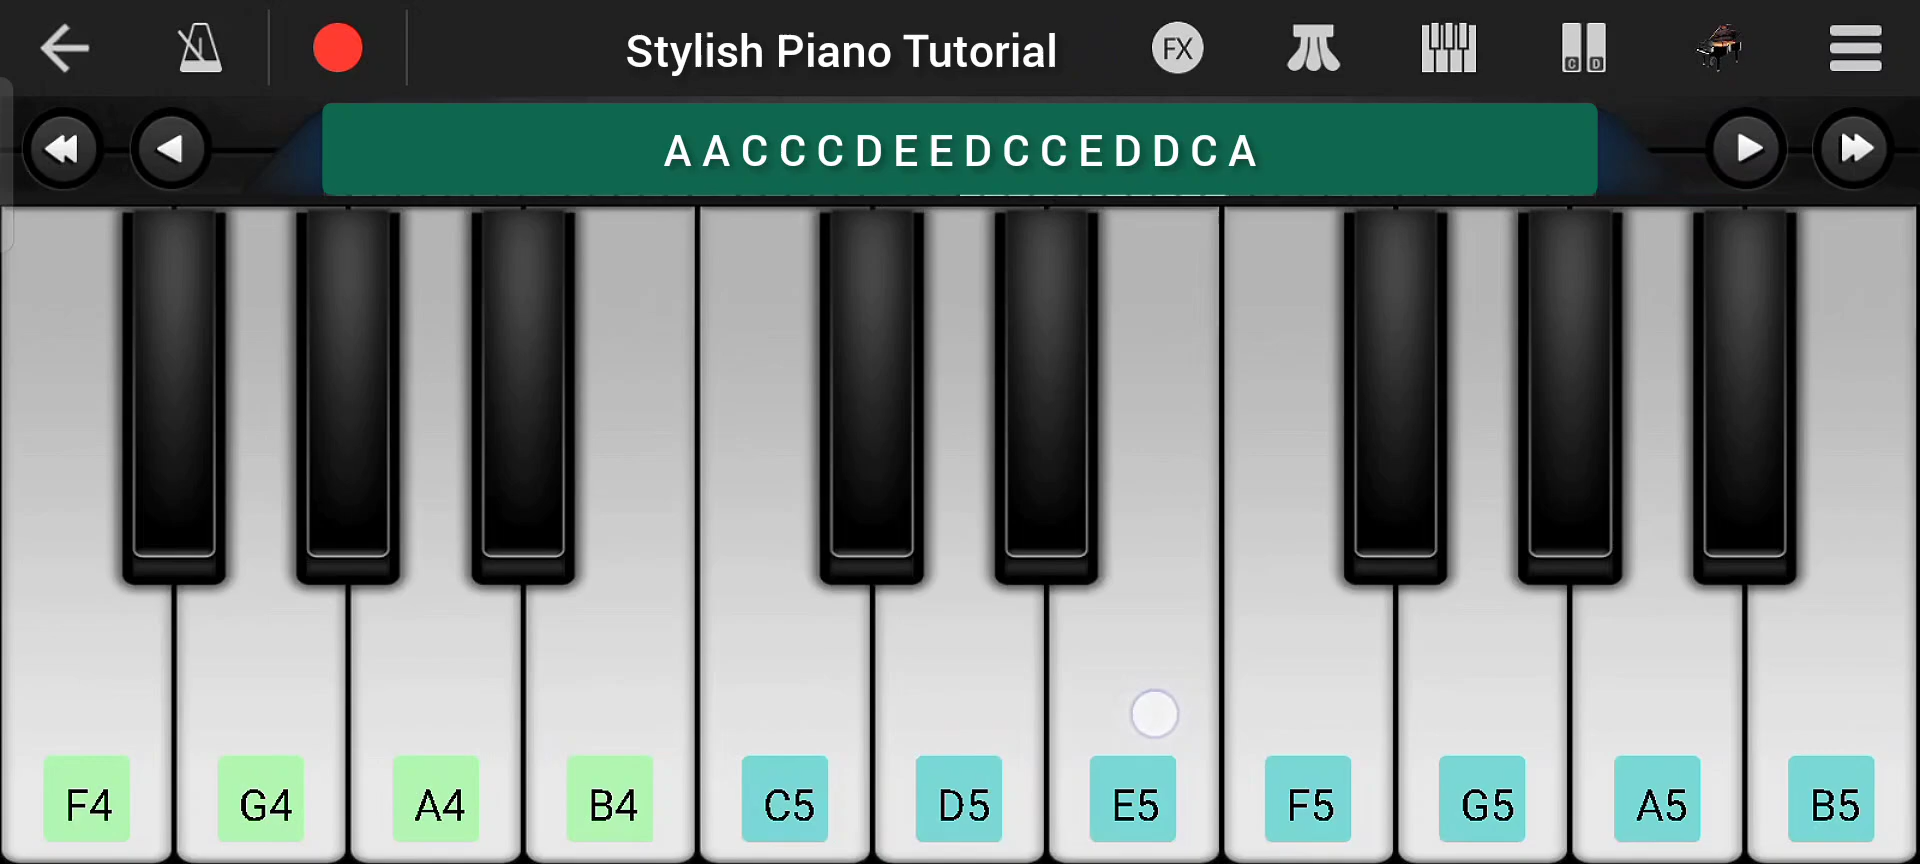 Stylish Piano Tutorial
FX
C D
A A C C C D E E D C C E D D C A
F4 G4 A4 B4 C5 D5 E5 F5 G5 A5 B5